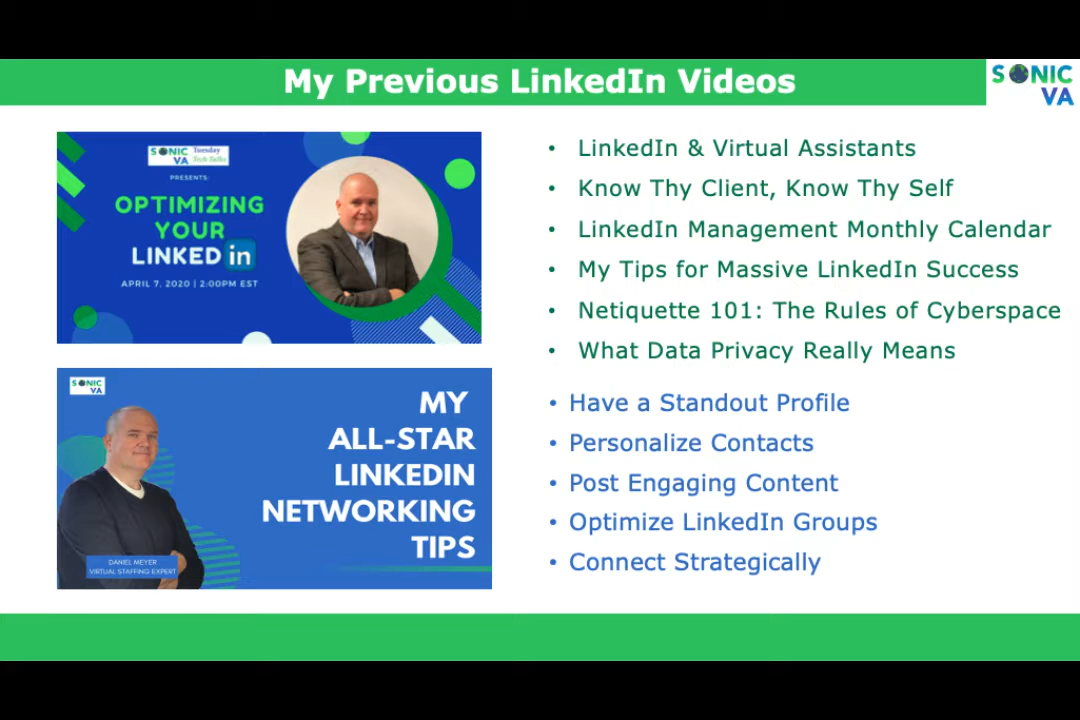 My Previous LinkedIn Videos
SONIC
VA
SONIC
VA
Tuesday
Tech Talks
PRESENTS:
OPTIMIZING
YOUR
LINKED in
APRIL 7, 2020 | 2:00PM EST
• LinkedIn & Virtual Assistants
• Know Thy Client, Know Thy Self
• LinkedIn Management Monthly Calendar
• My Tips for Massive LinkedIn Success
• Netiquette 101: The Rules of Cyberspace
• What Data Privacy Really Means
SONIC
VA
MY
ALL-STAR
LINKEDIN
NETWORKING
TIPS
DANIEL MEYER
VIRTUAL STAFFING EXPERT
• Have a Standout Profile
• Personalize Contacts
• Post Engaging Content
• Optimize LinkedIn Groups
• Connect Strategically